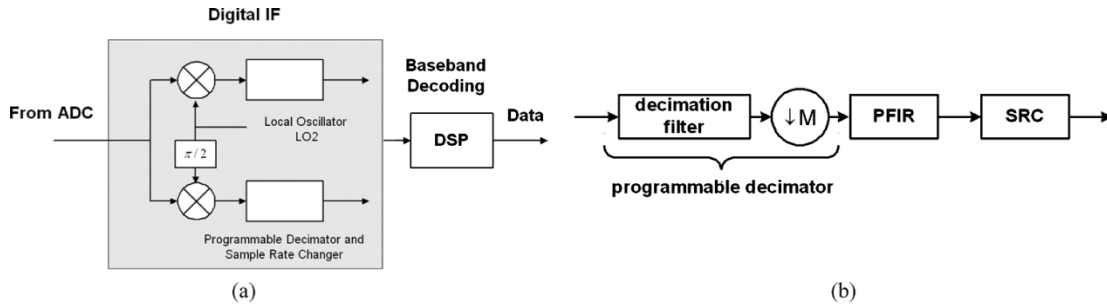 Digital IF
From ADC
Local Oscillator
LO2
π/2
Programmable Decimator and
Sample Rate Changer
Baseband
Decoding
DSP
Data
(a)
decimation
filter
↓M
PFIR
SRC
programmable decimator
(b)